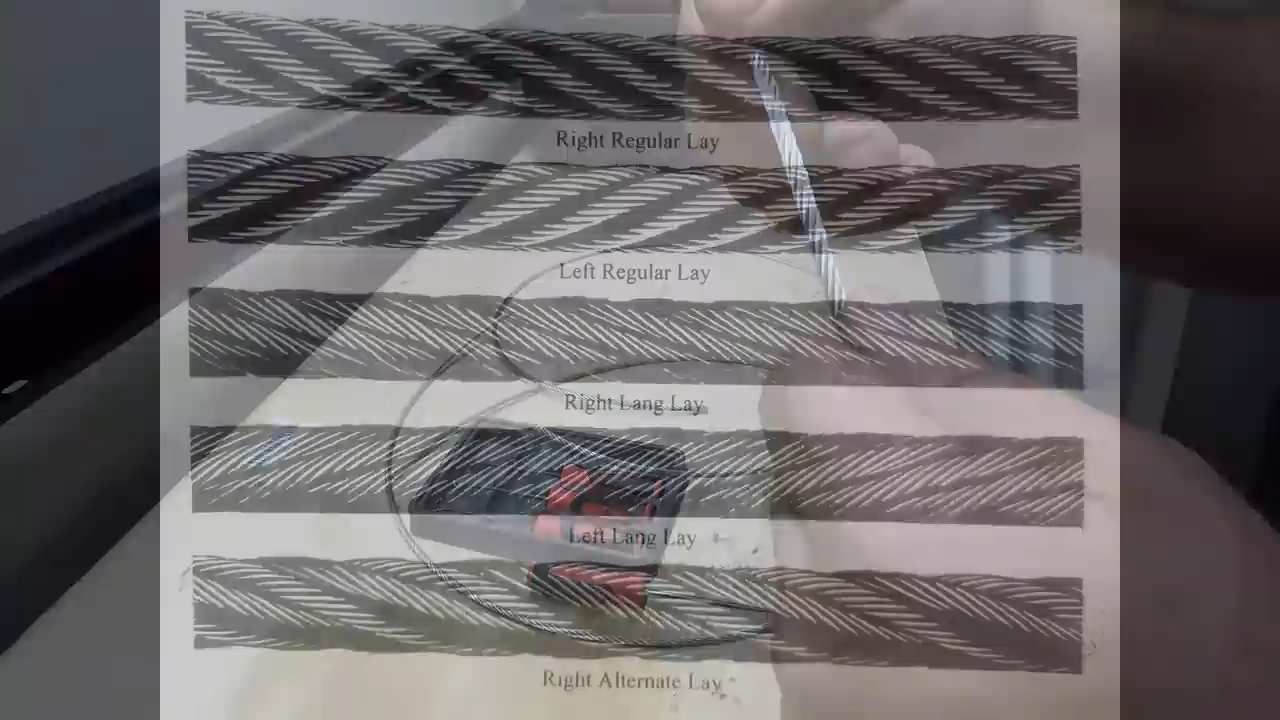 Right Regular Lay
Left Regular Lay
Right Lang Lay
Left Lang Lay
Right Alternate Lay